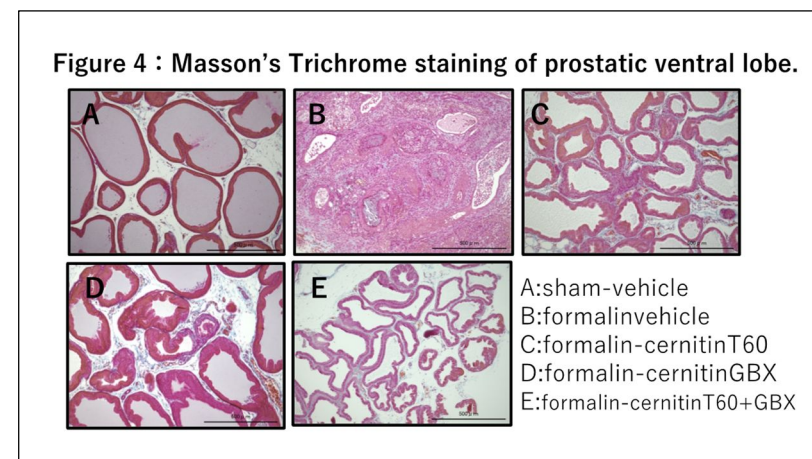 Figure 4：Masson's Trichrome staining of prostatic ventral lobe.
A
B
C
D
E
500μm
A:sham-vehicle
B:formalinvehicle
C:formalin-cernitinT60
D:formalin-cernitinGBX
E:formalin-cernitinT60+GBX